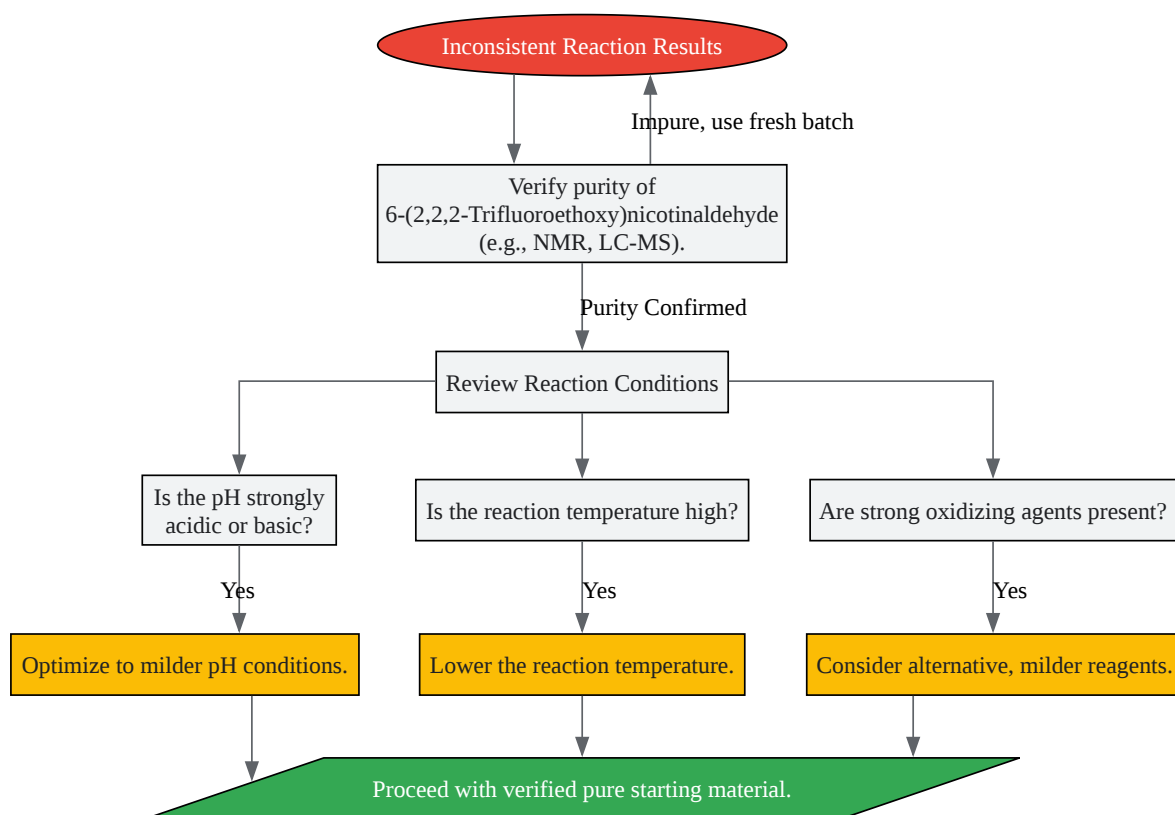 Inconsistent Reaction Results
Impure, use fresh batch
Verify purity of
6-(2,2,2-Trifluoroethoxy)nicotinaldehyde
(e.g., NMR, LC-MS).
Purity Confirmed
Review Reaction Conditions
Is the pH strongly
acidic or basic?
Is the reaction temperature high?
Are strong oxidizing agents present?
Yes
Yes
Yes
Optimize to milder pH conditions.
Lower the reaction temperature.
Consider alternative, milder reagents.
Proceed with verified pure starting material.